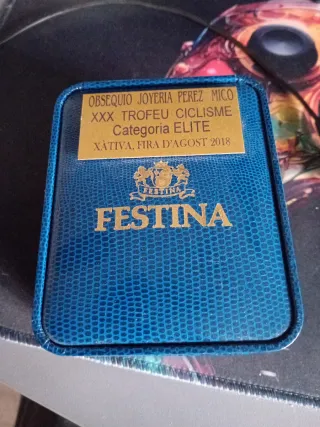 OBSEQUIO JOYERIA PEREZ MICO
XXX TROFEU CICLISME
Categoria ELITE
XÀTIVA, FIRA D'AGOST 2018
FESTINA
FESTINA